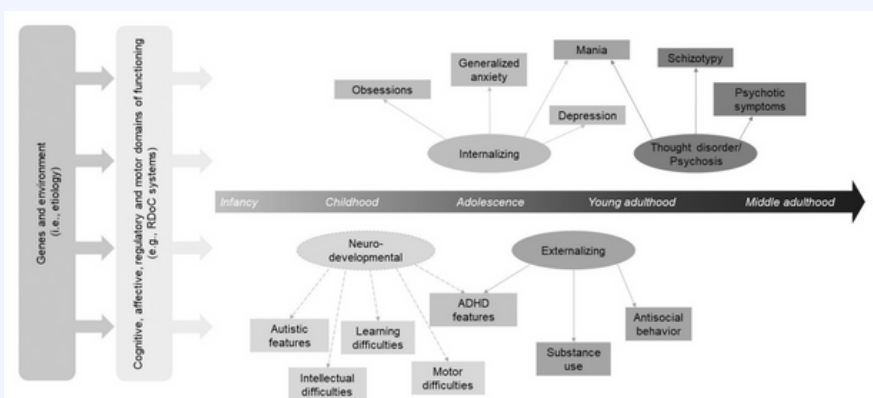 Genes and environment
(i.e., etiology)
Cognitive, affective, regulatory and motor domains of functioning
(e.g., RDoC systems)
Obsessions
Generalized
anxiety
Mania
Depression
Internalizing
Schizotypy
Psychotic
symptoms
Thought disorder/
Psychosis
Infancy
Childhood
Adolescence
Young adulthood
Middle adulthood
Neuro-
developmental
Externalizing
Autistic
features
Learning
difficulties
ADHD
features
Antisocial
behavior
Intellectual
difficulties
Motor
difficulties
Substance
use